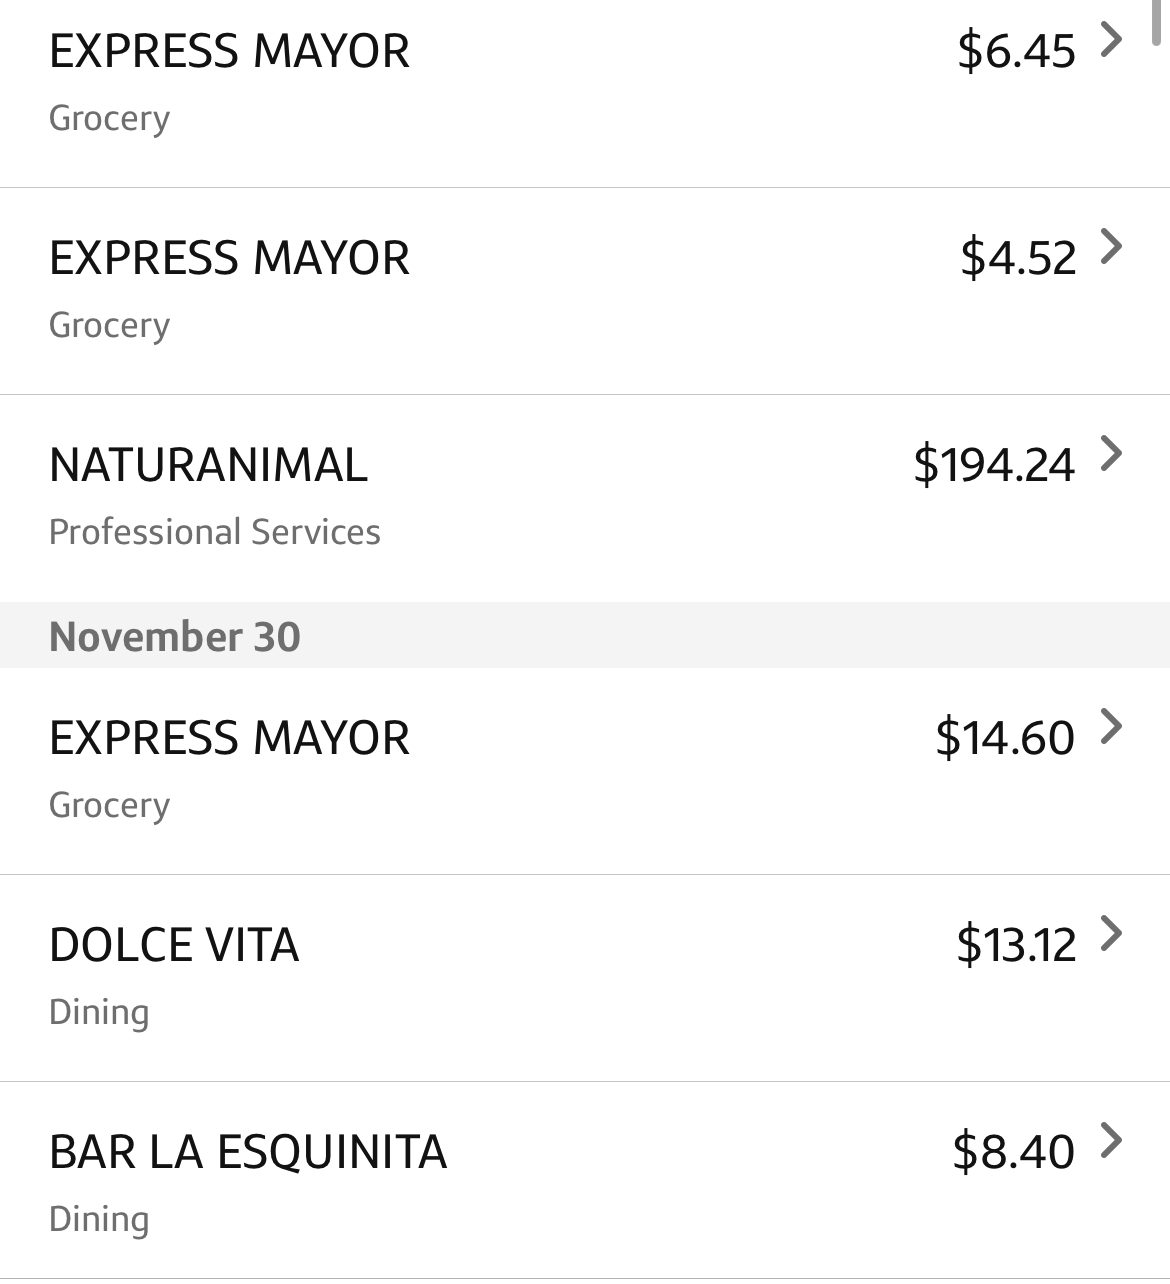 EXPRESS MAYOR $6.45
Grocery
EXPRESS MAYOR $4.52
Grocery
NATURANIMAL $194.24
Professional Services
November 30
EXPRESS MAYOR $14.60
Grocery
DOLCE VITA $13.12
Dining
BAR LA ESQUINITA $8.40
Dining